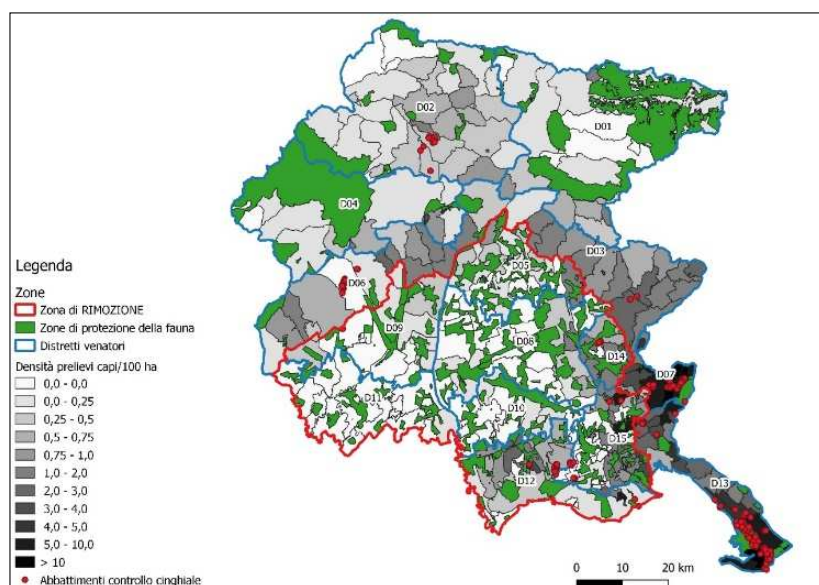 D02
D01
D04
D03
D05
D06
D09
D08
D14
D07
D11
D10
D15
D12
D13
Legenda
Zone
Zona di RIMOZIONE
Zone di protezione della fauna
Distretti venatori
Densità prelievi capi/100 ha
0,0 - 0,0
0,0 - 0,25
0,25 - 0,5
0,5 - 0,75
0,75 - 1,0
1,0 - 2,0
2,0 - 3,0
3,0 - 4,0
4,0 - 5,0
5,0 - 10,0
> 10
Abbattimenti controllo cinghiale
0 10 20 km